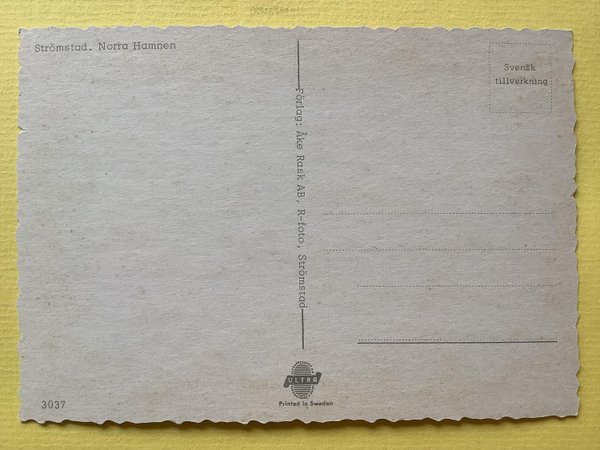 Strömstad. Norra Hamnen
Svensk
tillverkning
Förlag: Åke Rask AB, R-foto, Strömstad
ULTRA
Printed in Sweden
3037